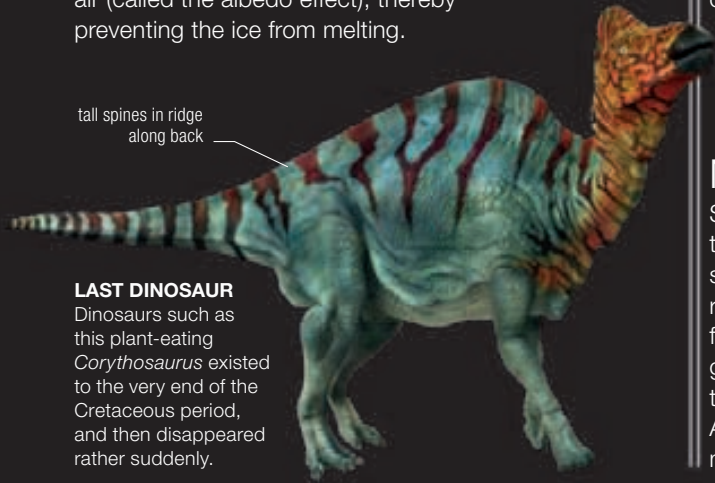 air (called the albedo effect), thereby
preventing the ice from melting.
tall spines in ridge
along back
LAST DINOSAUR
Dinosaurs such as
this plant-eating
Corythosaurus existed
to the very end of the
Cretaceous period,
and then disappeared
rather suddenly.